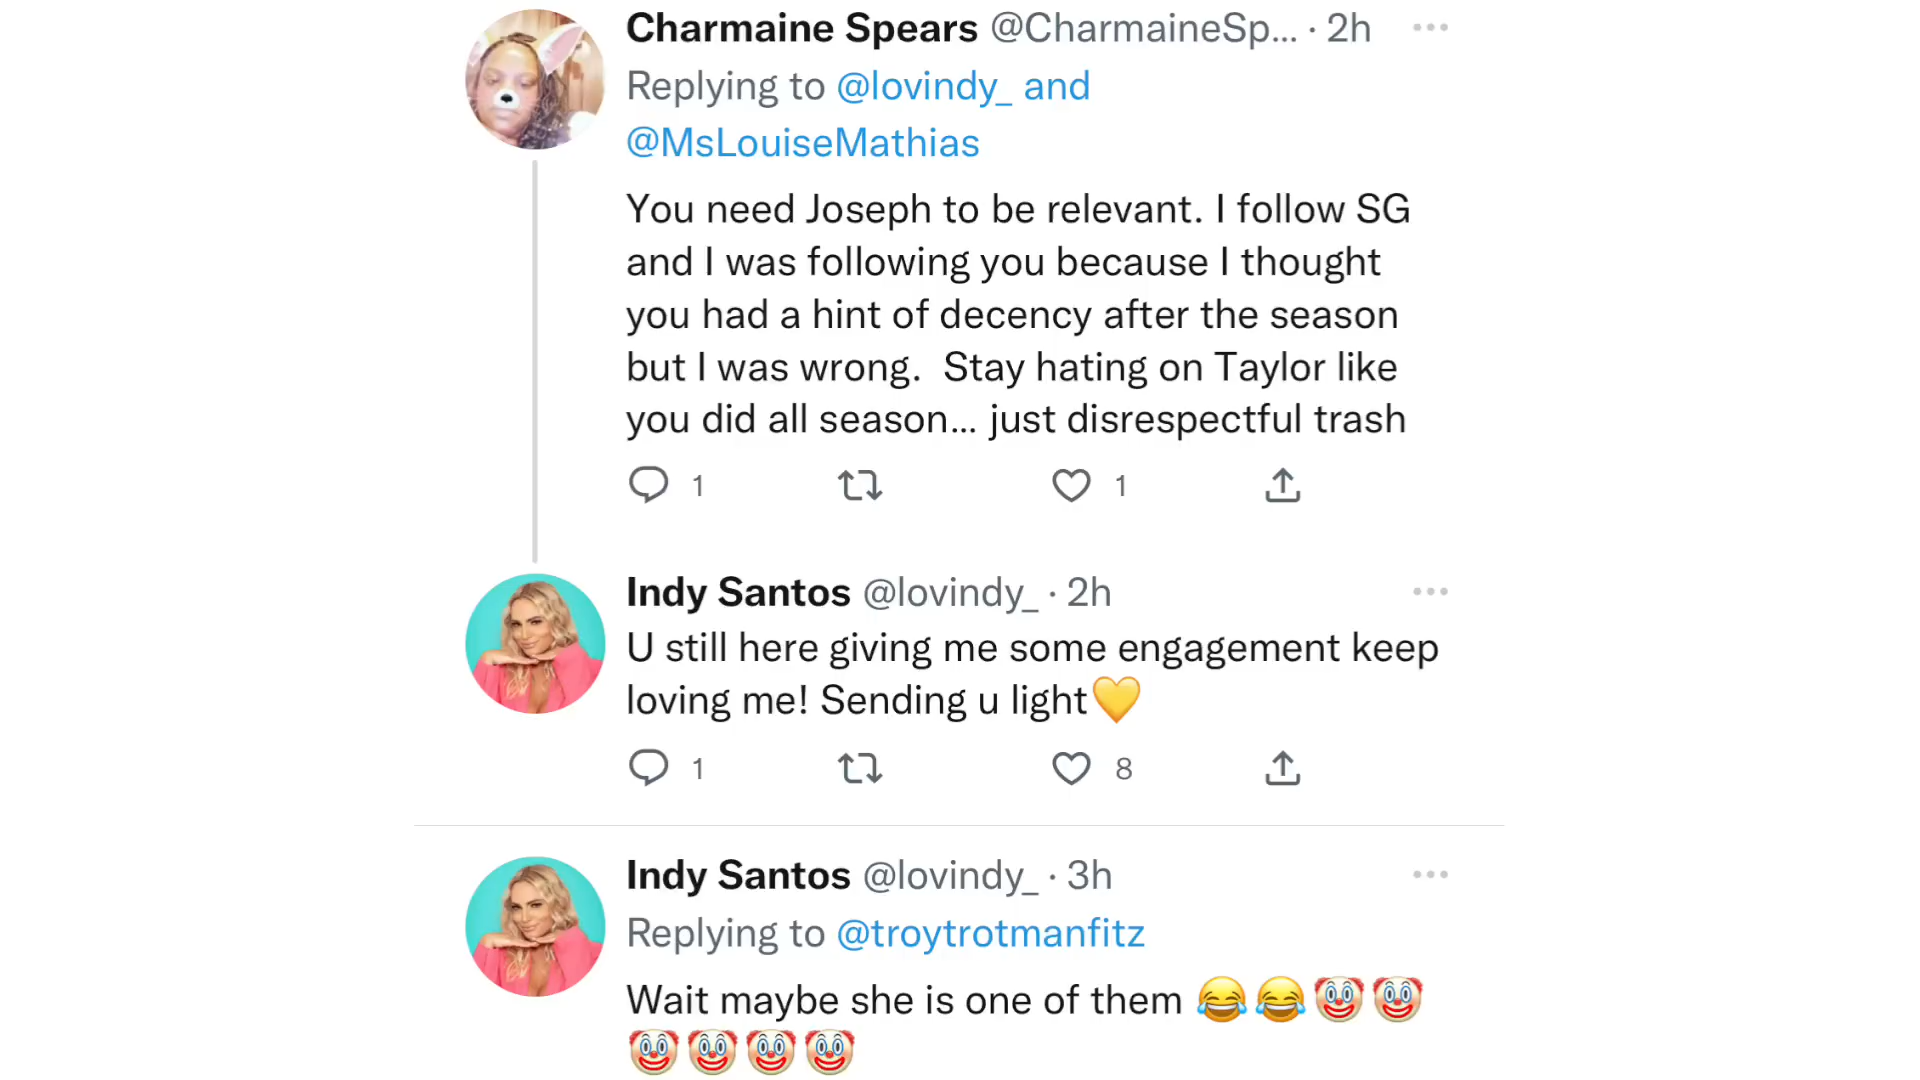 Charmaine Spears @CharmaineSp... · 2h
Replying to @lovindy_ and
@MsLouiseMathias
You need Joseph to be relevant. I follow SG
and I was following you because I thought
you had a hint of decency after the season
but I was wrong.  Stay hating on Taylor like
you did all season... just disrespectful trash
1 1
Indy Santos @lovindy_ · 2h
U still here giving me some engagement keep
loving me! Sending u light💛
1 8
Indy Santos @lovindy_ · 3h
Replying to @troytrotmanfitz
Wait maybe she is one of them 😂😂🤡🤡
🤡🤡🤡🤡